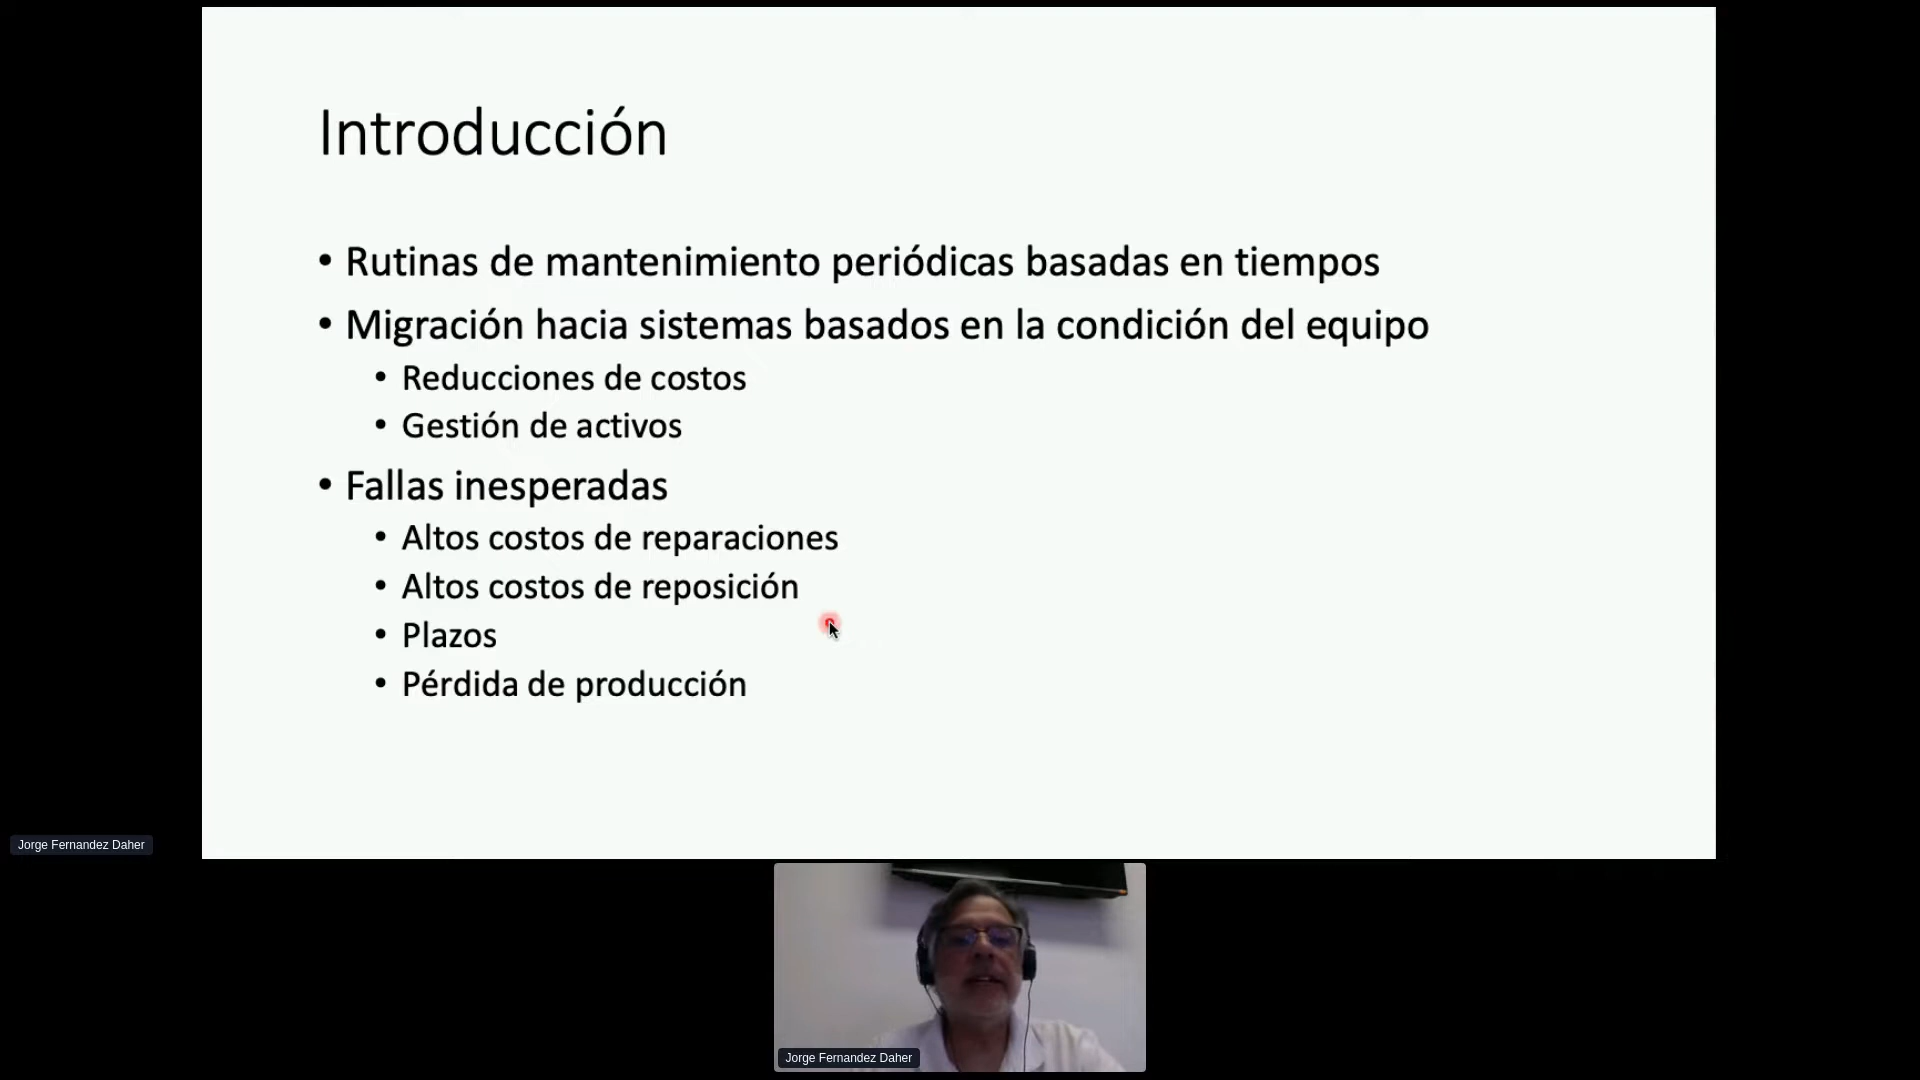 Introducción
• Rutinas de mantenimiento periódicas basadas en tiempos
• Migración hacia sistemas basados en la condición del equipo
• Reducciones de costos
• Gestión de activos
• Fallas inesperadas
• Altos costos de reparaciones
• Altos costos de reposición
• Plazos
• Pérdida de producción
Jorge Fernandez Daher
Jorge Fernandez Daher